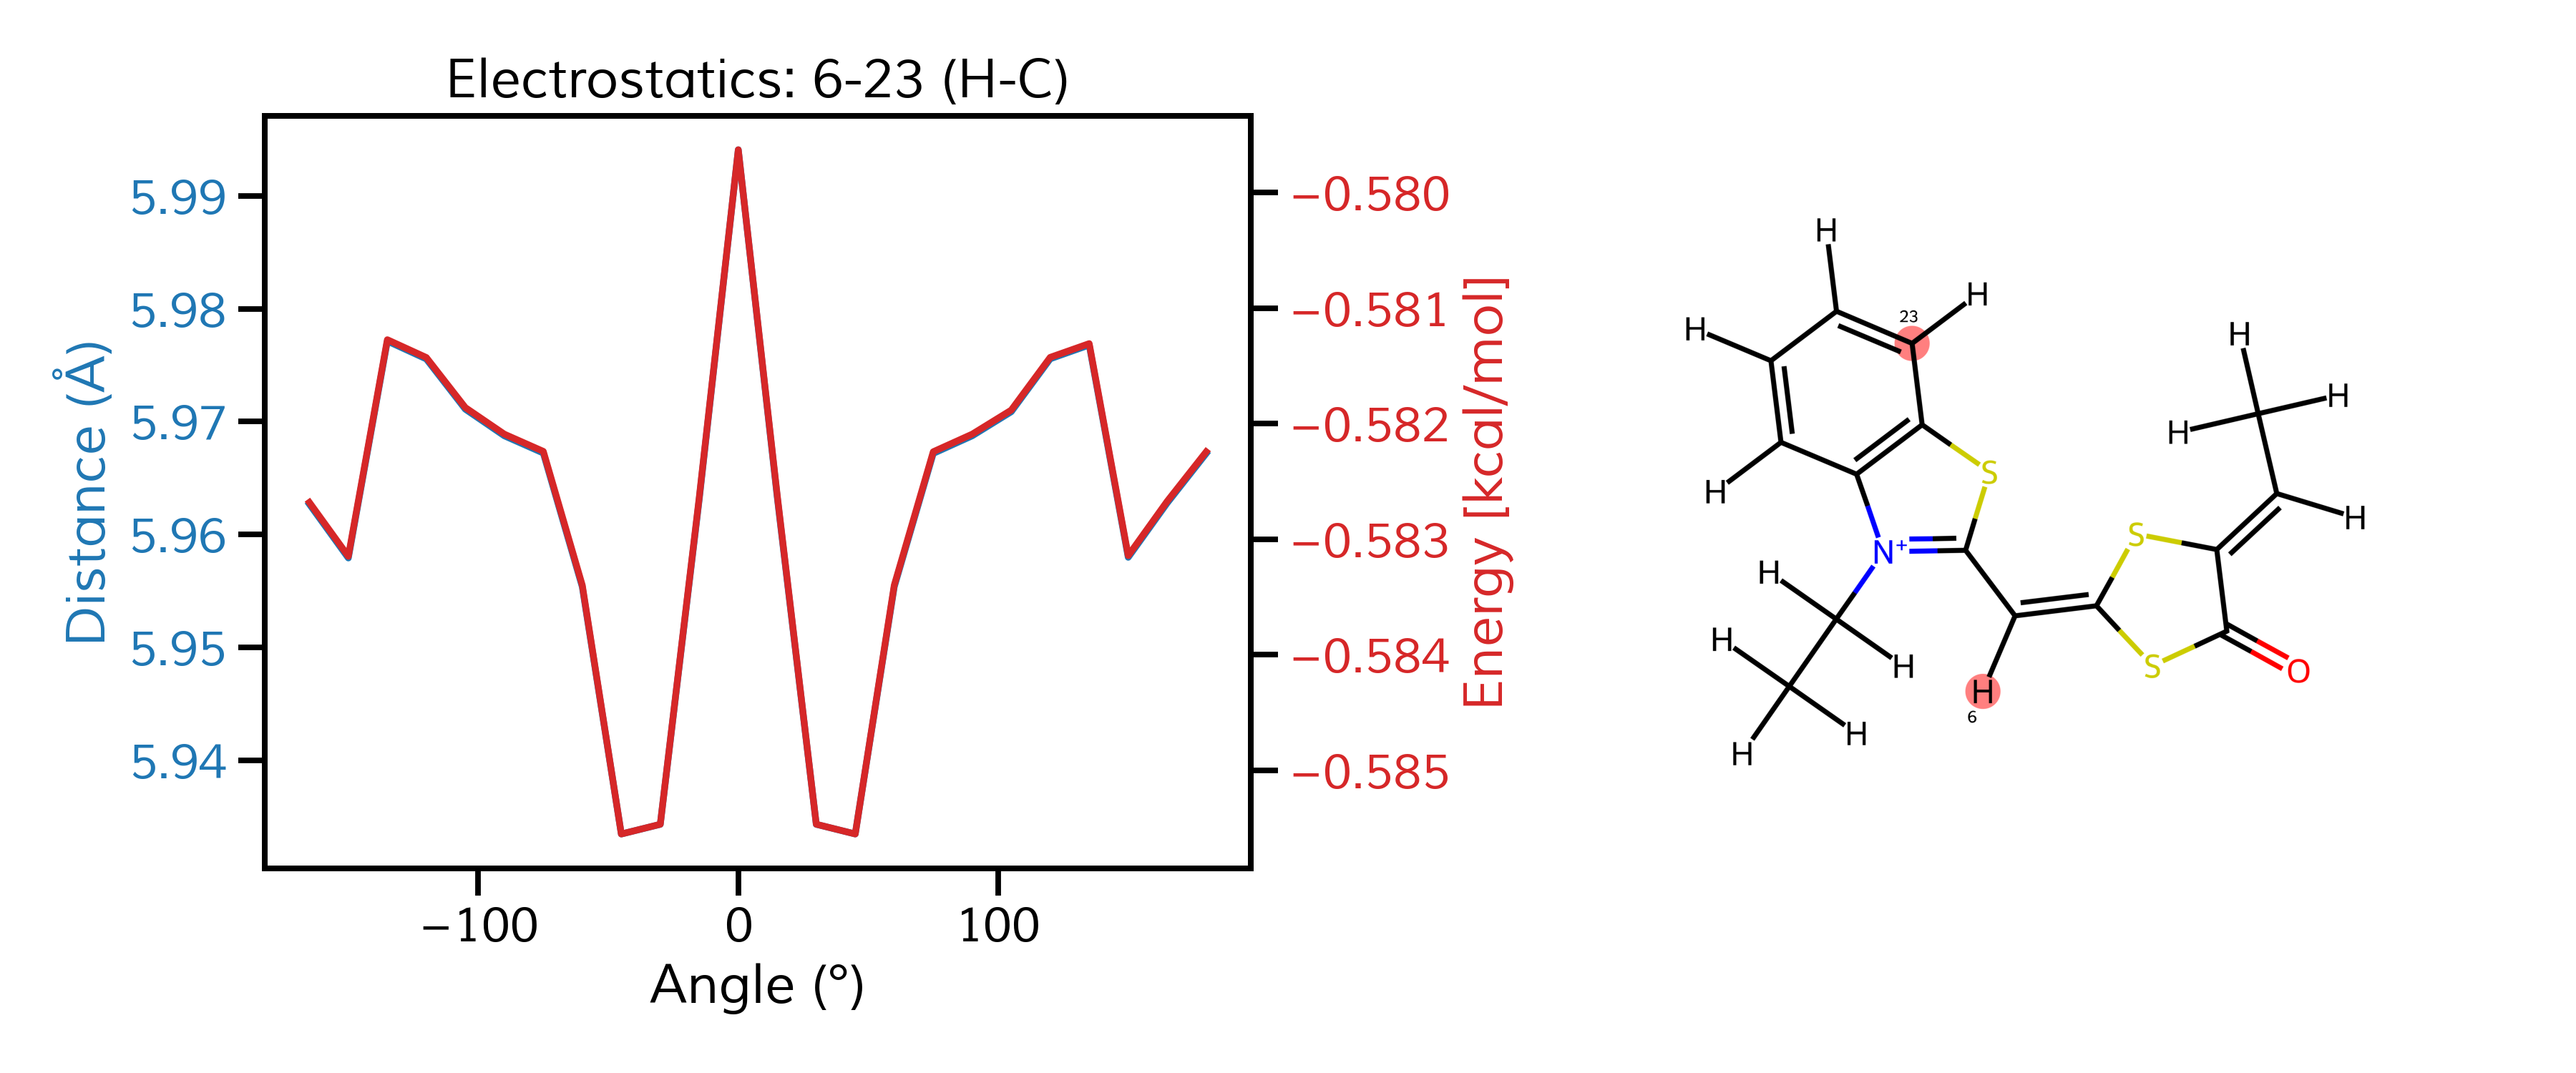 Electrostatics: 6-23 (H-C)
Distance (Å)
5.99
5.98
5.97
5.96
5.95
5.94
−100
0
100
Angle (°)
−0.580
−0.581
−0.582
−0.583
−0.584
−0.585
Energy [kcal/mol]
H
H
23
H
H
H
H
H
S
H
S
N+
H
H
H
S
O
H
6
H
H